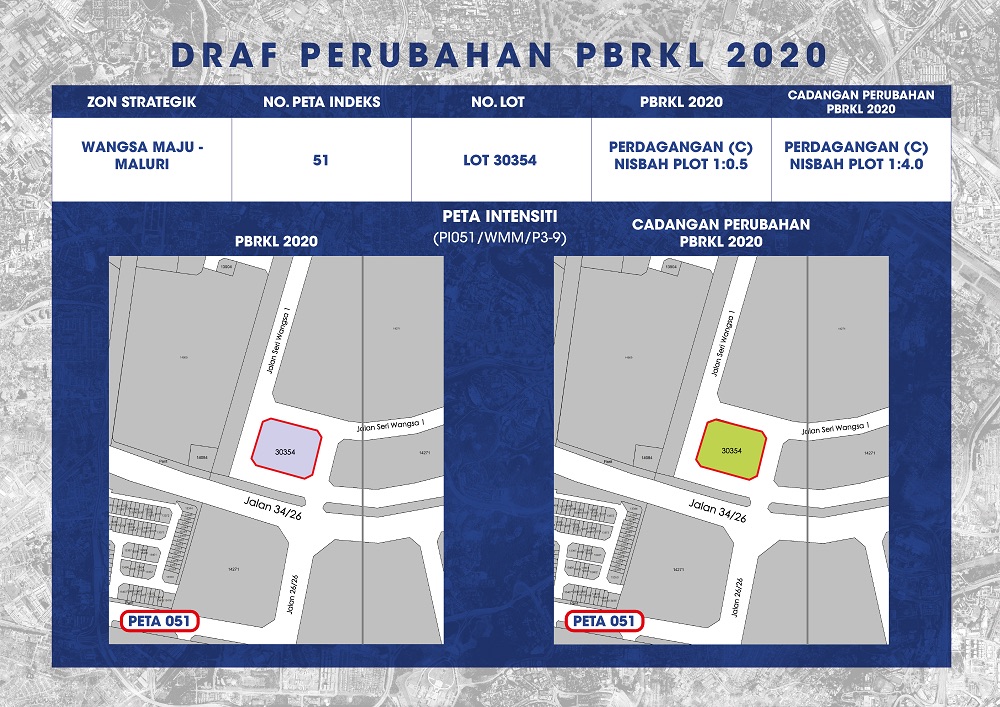 DRAF PERUBAHAN PBRKL 2020
ZON STRATEGIK
NO. PETA INDEKS
NO. LOT
PBRKL 2020
CADANGAN PERUBAHAN
PBRKL 2020
WANGSA MAJU -
MALURI
51
LOT 30354
PERDAGANGAN (C)
NISBAH PLOT 1:0.5
PERDAGANGAN (C)
NISBAH PLOT 1:4.0
PETA INTENSITI
(PI051/WMM/P3-9)
PBRKL 2020
CADANGAN PERUBAHAN
PBRKL 2020
Jalan Seri Wangsa 1
Jalan Seri Wangsa 1
30354
14271
14084
Jalan 34/26
14271
Jalan 26/26
PETA 051
Jalan Seri Wangsa 1
Jalan Seri Wangsa 1
30354
14271
14084
Jalan 34/26
14271
Jalan 26/26
PETA 051